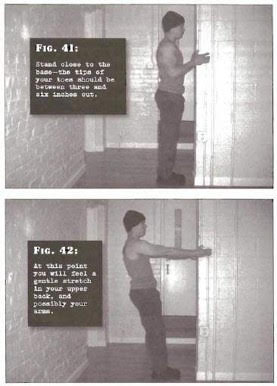 FIG. 41:
Stand close to the
base—the tips of
your toes should be
between three and
six inches out.
FIG. 42:
At this point
you will feel a
gentle stretch
in your upper
back, and
possibly your
arms.